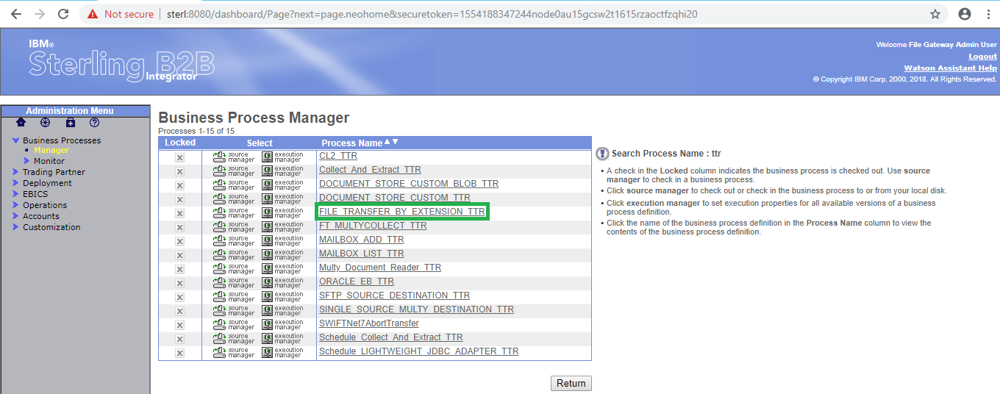 Not secure | sterl:8080/dashboard/Page?next=page.neohome&securetoken=1554188347244node0au15gcsw2t1615rzaoctfzqhi20
IBM®
Sterling B2B
Integrator
Welcome File Gateway Admin User
Logout
Watson Assistant Help
© Copyright IBM Corp. 2000, 2018. All Rights Reserved.
Administration Menu
Business Processes
Manager
Monitor
Trading Partner
Deployment
EBICS
Operations
Accounts
Customization
Business Process Manager
Processes 1-15 of 15
Locked Select Process Name
source manager execution manager CL2_TTR
source manager execution manager Collect_And_Extract_TTR
source manager execution manager DOCUMENT_STORE_CUSTOM_BLOB_TTR
source manager execution manager DOCUMENT_STORE_CUSTOM_TTR
source manager execution manager FILE_TRANSFER_BY_EXTENSION_TTR
source manager execution manager FT_MULTYCOLLECT_TTR
source manager execution manager MAILBOX_ADD_TTR
source manager execution manager MAILBOX_LIST_TTR
source manager execution manager Multy_Document_Reader_TTR
source manager execution manager ORACLE_EB_TTR
source manager execution manager SFTP_SOURCE_DESTINATION_TTR
source manager execution manager SINGLE_SOURCE_MULTY_DESTINATION_TTR
source manager execution manager SWIFTNet7AbortTransfer
source manager execution manager Schedule_Collect_And_Extract_TTR
source manager execution manager Schedule_LIGHTWEIGHT_JDBC_ADAPTER_TTR
Return
Search Process Name : ttr
• A check in the Locked column indicates the business process is checked out. Use source
manager to check in a business process.
• Click source manager to check out or check in the business process to or from your local disk.
• Click execution manager to set execution properties for all available versions of a business
process definition.
• Click the name of the business process definition in the Process Name column to view the
contents of the business process definition.